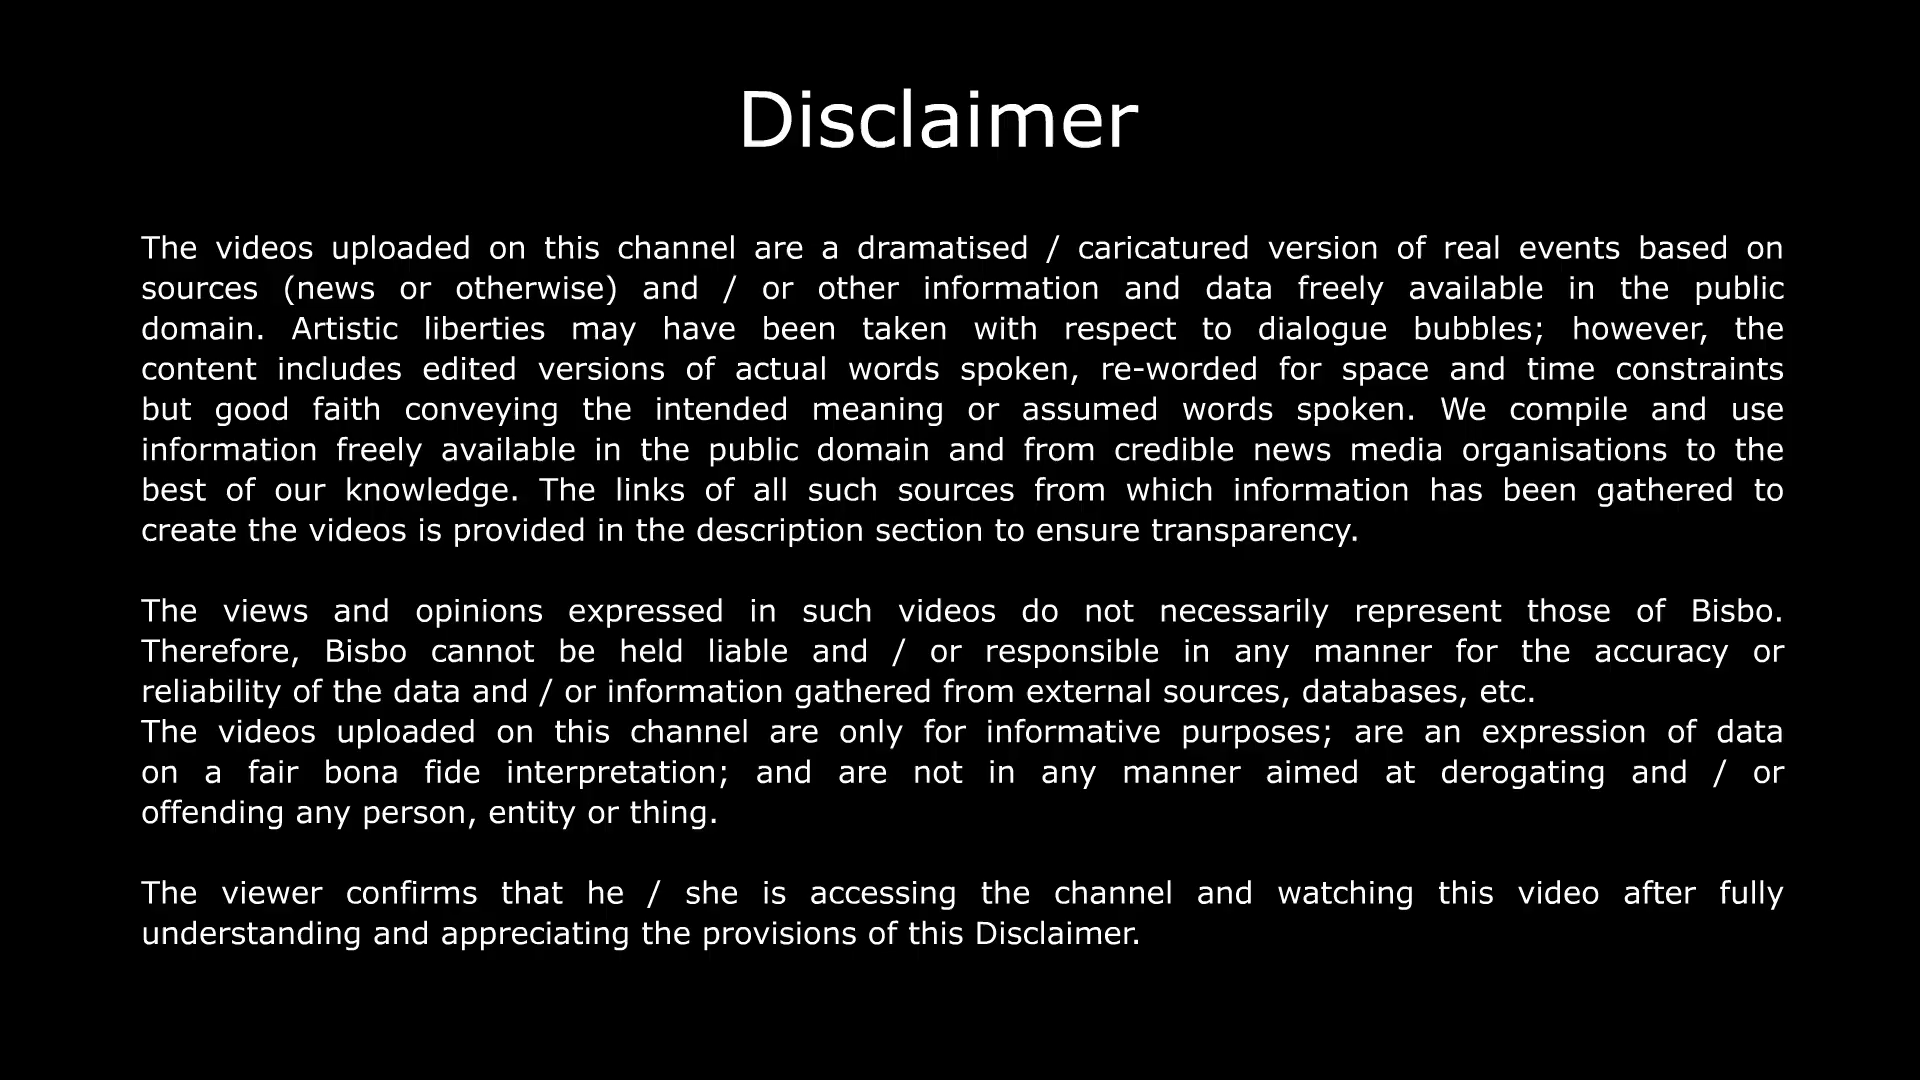 Disclaimer
The videos uploaded on this channel are a dramatised / caricatured version of real events based on
sources (news or otherwise) and / or other information and data freely available in the public
domain. Artistic liberties may have been taken with respect to dialogue bubbles; however, the
content includes edited versions of actual words spoken, re-worded for space and time constraints
but good faith conveying the intended meaning or assumed words spoken. We compile and use
information freely available in the public domain and from credible news media organisations to the
best of our knowledge. The links of all such sources from which information has been gathered to
create the videos is provided in the description section to ensure transparency.
The views and opinions expressed in such videos do not necessarily represent those of Bisbo.
Therefore, Bisbo cannot be held liable and / or responsible in any manner for the accuracy or
reliability of the data and / or information gathered from external sources, databases, etc.
The videos uploaded on this channel are only for informative purposes; are an expression of data
on a fair bona fide interpretation; and are not in any manner aimed at derogating and / or
offending any person, entity or thing.
The viewer confirms that he / she is accessing the channel and watching this video after fully
understanding and appreciating the provisions of this Disclaimer.